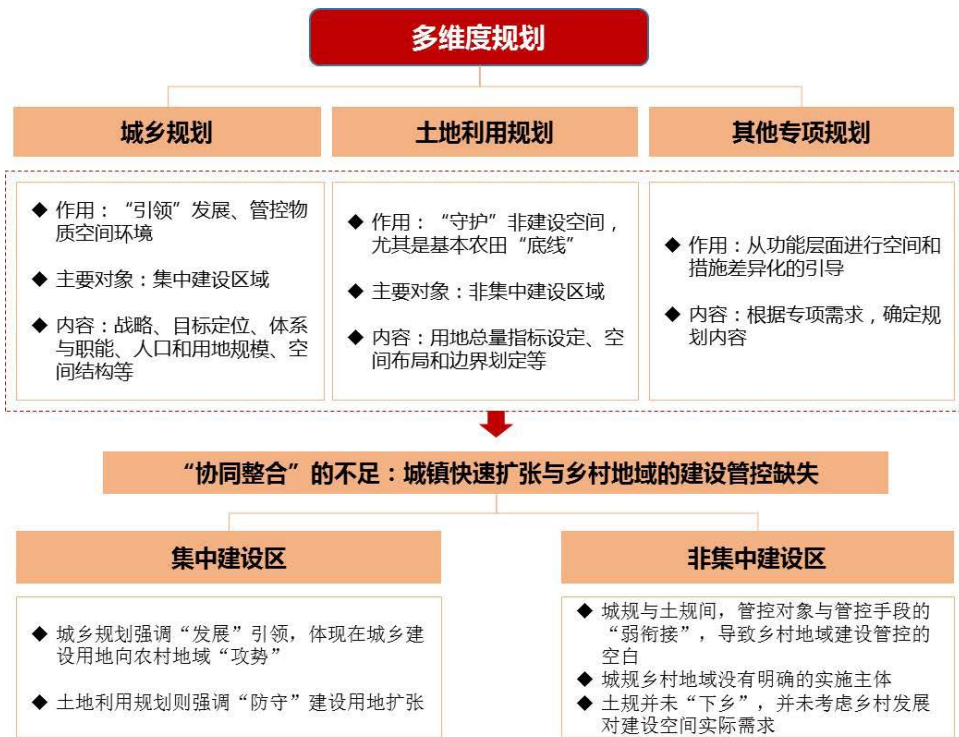 多维度规划
城乡规划
土地利用规划
其他专项规划
◆ 作用：“引领”发展、管控物
质空间环境
◆ 主要对象：集中建设区域
◆ 内容：战略、目标定位、体系
与职能、人口和用地规模、空
间结构等
◆ 作用：“守护”非建设空间，
尤其是基本农田“底线”
◆ 主要对象：非集中建设区域
◆ 内容：用地总量指标设定、空
间布局和边界划定等
◆ 作用：从功能层面进行空间和
措施差异化的引导
◆ 内容：根据专项需求，确定规
划内容
“协同整合”的不足：城镇快速扩张与乡村地域的建设管控缺失
集中建设区
非集中建设区
◆ 城乡规划强调“发展”引领，体现在城乡建
设用地向农村地域“攻势”
◆ 土地利用规划则强调“防守”建设用地扩张
◆ 城规与土规间，管控对象与管控手段的
“弱衔接”，导致乡村地域建设管控的
空白
◆ 城规乡村地域没有明确的实施主体
◆ 土规并未“下乡”，并未考虑乡村发展
对建设空间实际需求